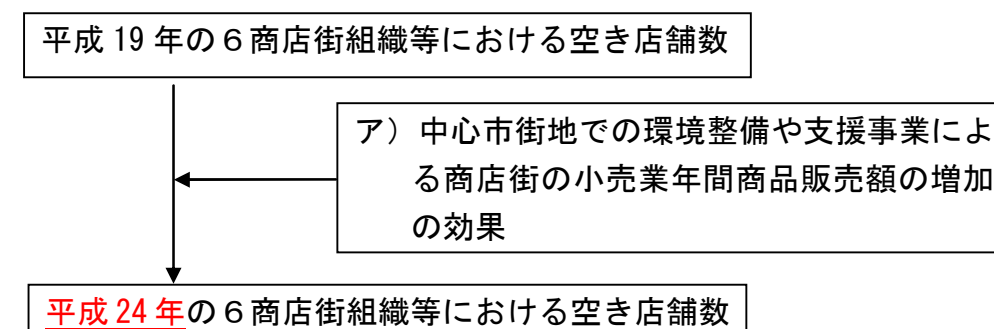 平成 19 年の６商店街組織等における空き店舗数
ア）中心市街地での環境整備や支援事業によ
る商店街の小売業年間商品販売額の増加
の効果
平成 24 年の６商店街組織等における空き店舗数